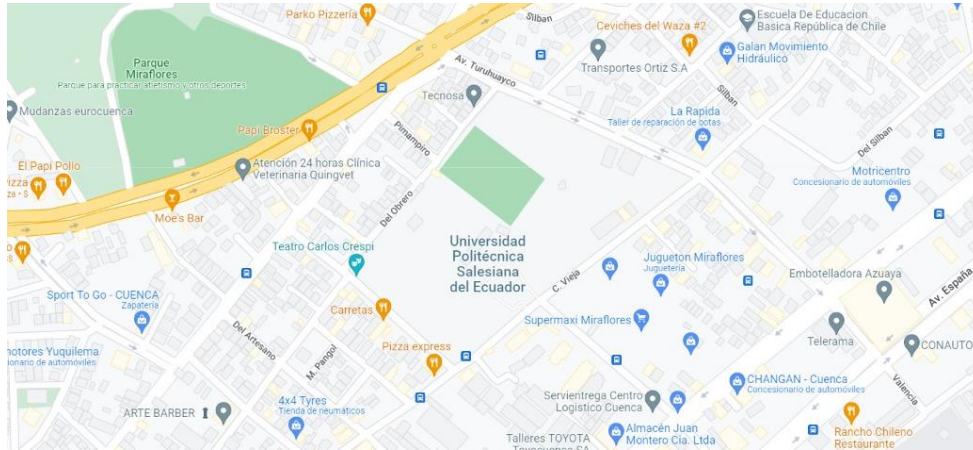 Parko Pizzería
Silban
Ceviches del Waza #2
Escuela De Educacion
Basica República de Chile
Galan Movimiento
Hidráulico
Parque
Miraflores
Parque para practicar atletismo y otros deportes
Av. Turuhuayco
Transportes Ortiz S.A
Tecnosa
Silban
Mudanzas eurocuenca
La Rapida
Taller de reparación de botas
Papi Broster
Pimampiro
Del Silban
El Papi Pollo
Pizza
Atención 24 horas Clínica
Veterinaria Quingvet
Motricentro
Concesionario de automóviles
Moe's Bar
Del Obrero
Teatro Carlos Crespi
Universidad
Politécnica
Salesiana
del Ecuador
Jugueton Miraflores
Juguetería
C. Vieja
Embotelladora Azuaya
Av. España
Sport To Go - CUENCA
Zapatería
Carretas
Supermaxi Miraflores
Del Artesano
Telerama
CONAUTO
Pizza express
motores Yuquilema
M. Pangol
CHANGAN - Cuenca
Concesionario de automóviles
Valencia
ARTE BARBER
4x4 Tyres
Tienda de neumáticos
Servientrega Centro
Logistico Cuenca
Almacén Juan
Montero Cia. Ltda
Rancho Chileno
Restaurante
Talleres TOYOTA